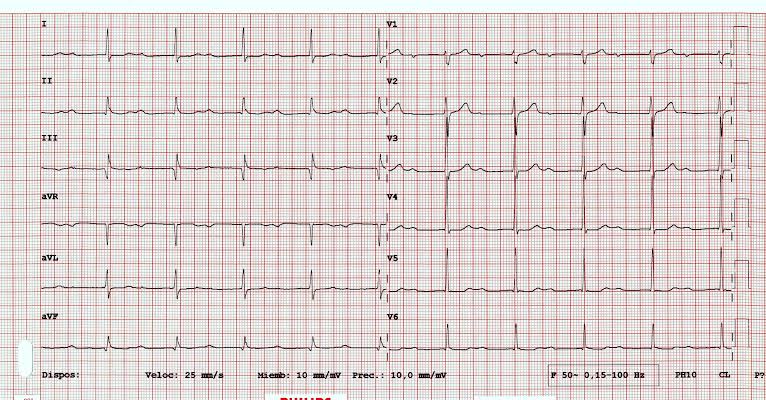 I
V1
II
V2
III
V3
aVR
V4
aVL
V5
aVF
V6
Dispos: Veloc: 25 mm/s Miemb: 10 mm/mV Prec.: 10,0 mm/mV F 50~ 0,15-100 Hz PH10 CL P?
PHILIPS